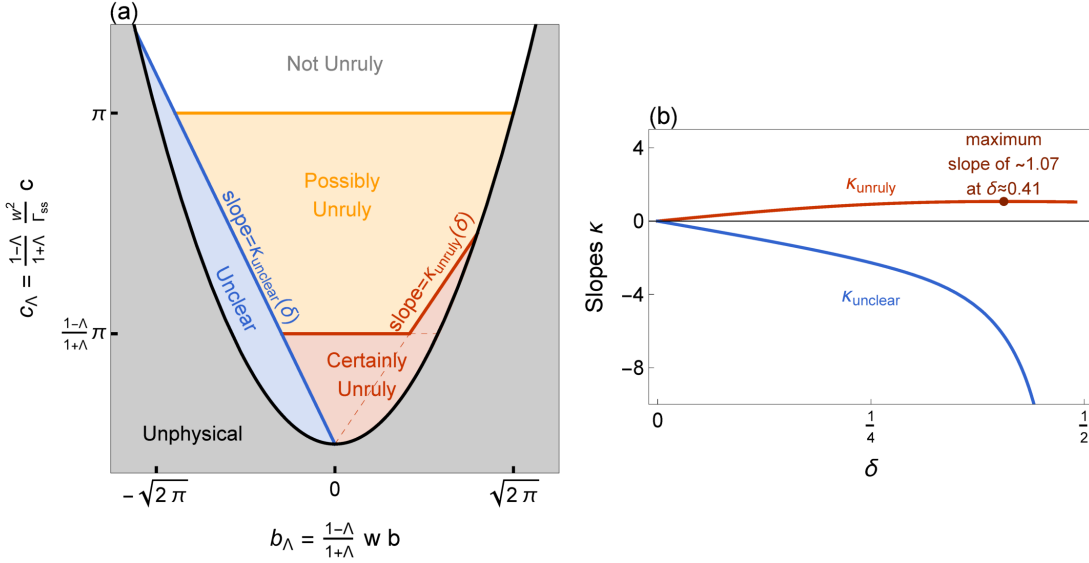 (a)
Not Unruly
π
Possibly
Unruly
slope=κunclear(δ)
slope=κunruly(δ)
Unclear
1-Λ/1+Λ π
Certainly
Unruly
Unphysical
-√2π
0
√2π
bΛ = 1-Λ/1+Λ w b
cΛ = 1-Λ/1+Λ w²/Γss c
(b)
4
0
-4
-8
Slopes κ
maximum
slope of ~1.07
at δ≈0.41
κunruly
κunclear
0
1/4
1/2
δ